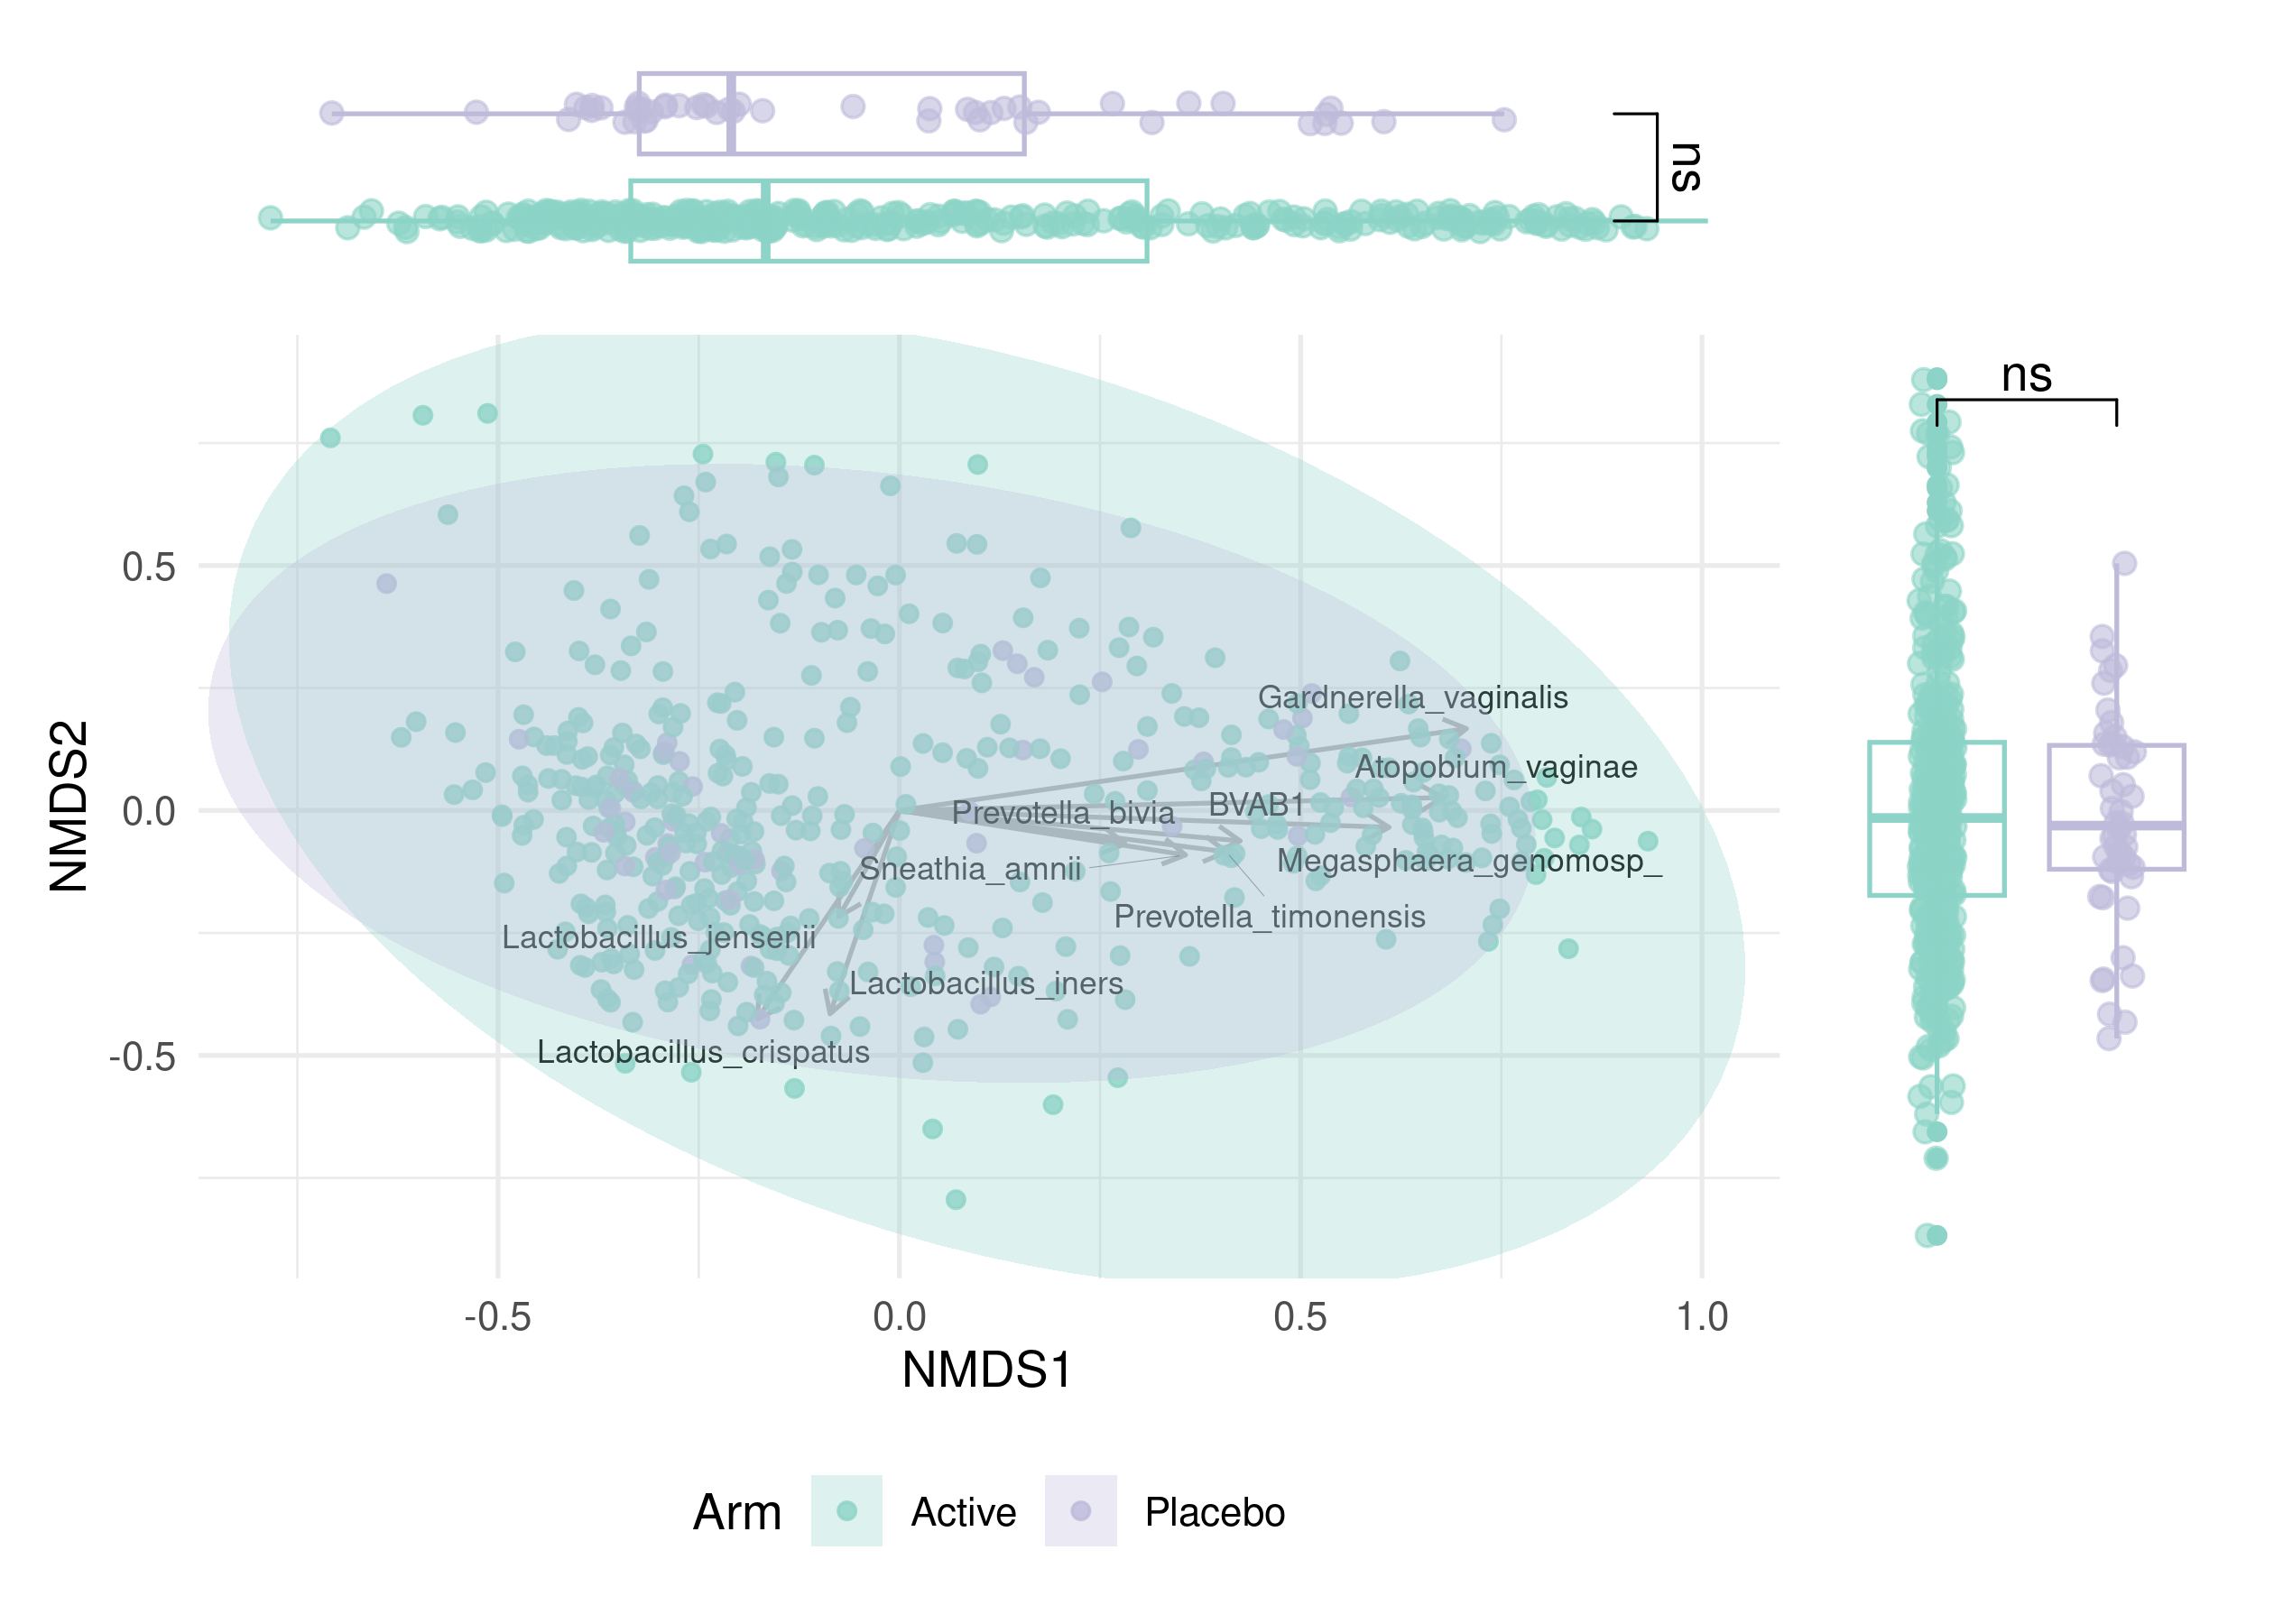 ns
ns
NMDS2
0.5
0.0
-0.5
Gardnerella_vaginalis
Atopobium_vaginae
BVAB1
Prevotella_bivia
Sneathia_amnii
Megasphaera_genomosp_
Prevotella_timonensis
Lactobacillus_jensenii
Lactobacillus_iners
Lactobacillus_crispatus
-0.5 0.0 0.5 1.0
NMDS1
Arm Active Placebo